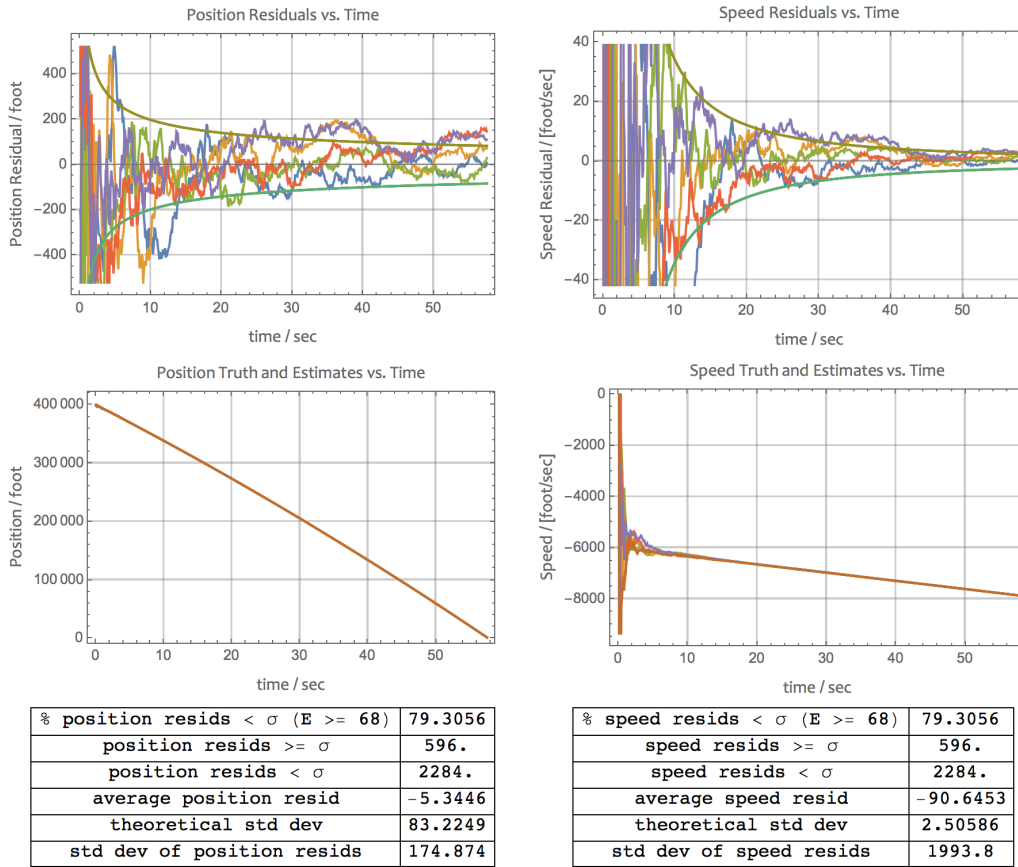 Position Residuals vs. Time
Position Residual / foot
400
200
0
−200
−400
0 10 20 30 40 50
time / sec
Speed Residuals vs. Time
Speed Residual / [foot/sec]
40
20
0
−20
−40
0 10 20 30 40 50
time / sec
Position Truth and Estimates vs. Time
Position / foot
400 000
300 000
200 000
100 000
0
0 10 20 30 40 50
time / sec
Speed Truth and Estimates vs. Time
Speed / [foot/sec]
0
−2000
−4000
−6000
−8000
0 10 20 30 40 50
time / sec
% position resids < σ (E >= 68) 79.3056
position resids >= σ 596.
position resids < σ 2284.
average position resid −5.3446
theoretical std dev 83.2249
std dev of position resids 174.874
% speed resids < σ (E >= 68) 79.3056
speed resids >= σ 596.
speed resids < σ 2284.
average speed resid −90.6453
theoretical std dev 2.50586
std dev of speed resids 1993.8